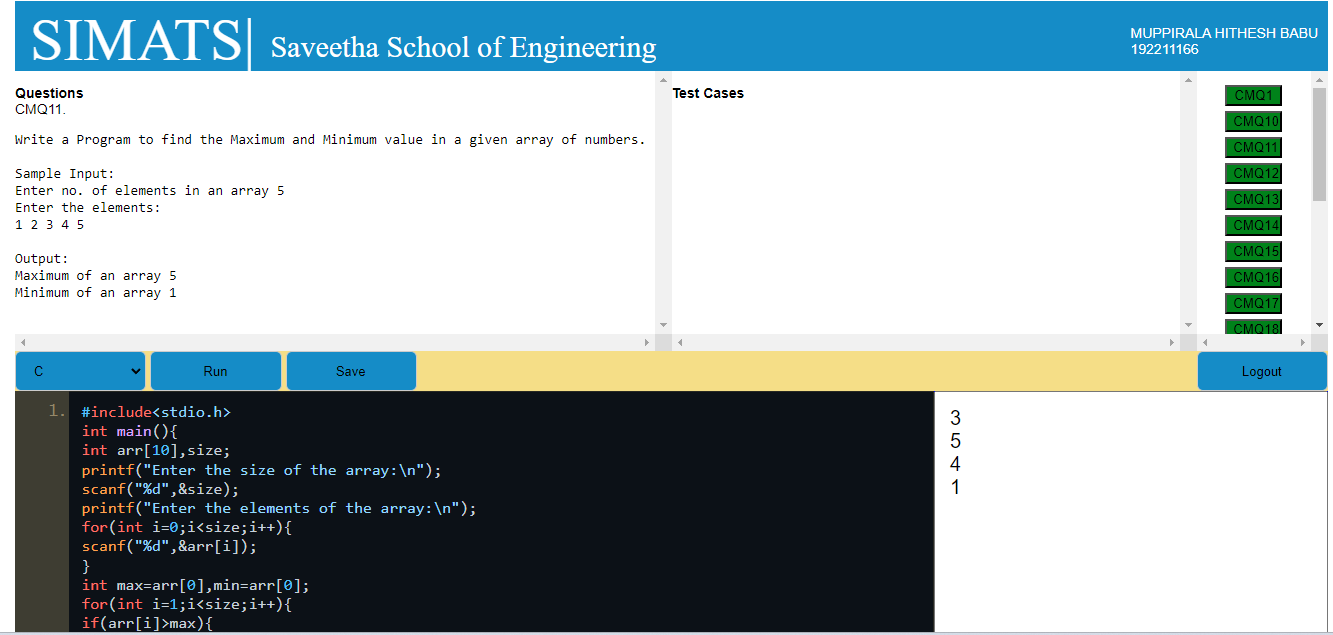 SIMATS
Saveetha School of Engineering
MUPPIRALA HITHESH BABU
192211166
Questions
CMQ11.
Write a Program to find the Maximum and Minimum value in a given array of numbers.
Sample Input:
Enter no. of elements in an array 5
Enter the elements:
1 2 3 4 5
Output:
Maximum of an array 5
Minimum of an array 1
Test Cases
CMQ1
CMQ10
CMQ11
CMQ12
CMQ13
CMQ14
CMQ15
CMQ16
CMQ17
CMQ18
C
Run
Save
Logout
1.
#include<stdio.h>
int main(){
int arr[10],size;
printf("Enter the size of the array:\n");
scanf("%d",&size);
printf("Enter the elements of the array:\n");
for(int i=0;i<size;i++){
scanf("%d",&arr[i]);
}
int max=arr[0],min=arr[0];
for(int i=1;i<size;i++){
if(arr[i]>max){
3
5
4
1